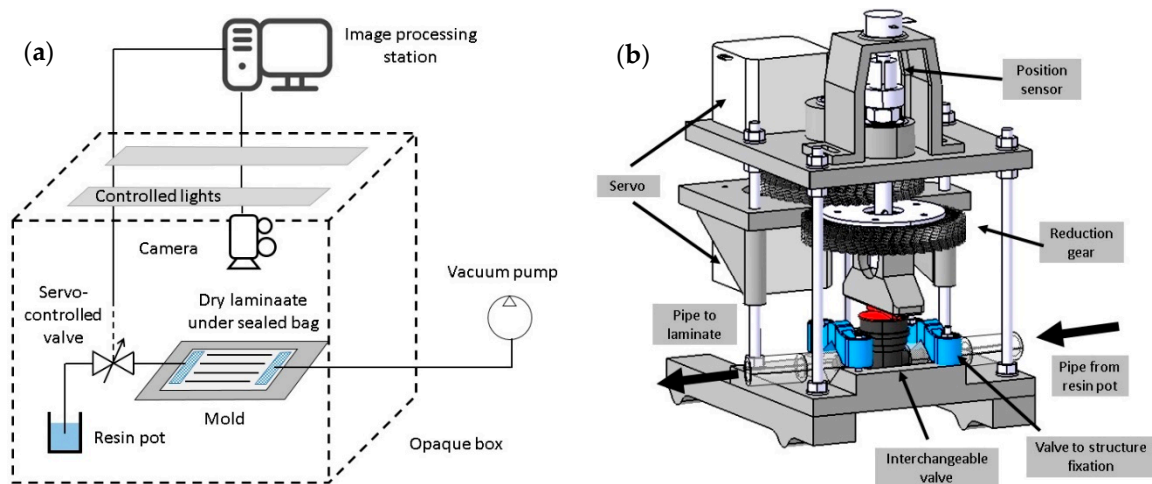 (a)
Image processing
station
Controlled lights
Camera
Servo-
controlled
valve
Dry laminaate
under sealed bag
Vacuum pump
Mold
Resin pot
Opaque box
(b)
Position
sensor
Servo
Reduction
gear
Pipe to
laminate
Pipe from
resin pot
Interchangeable
valve
Valve to structure
fixation